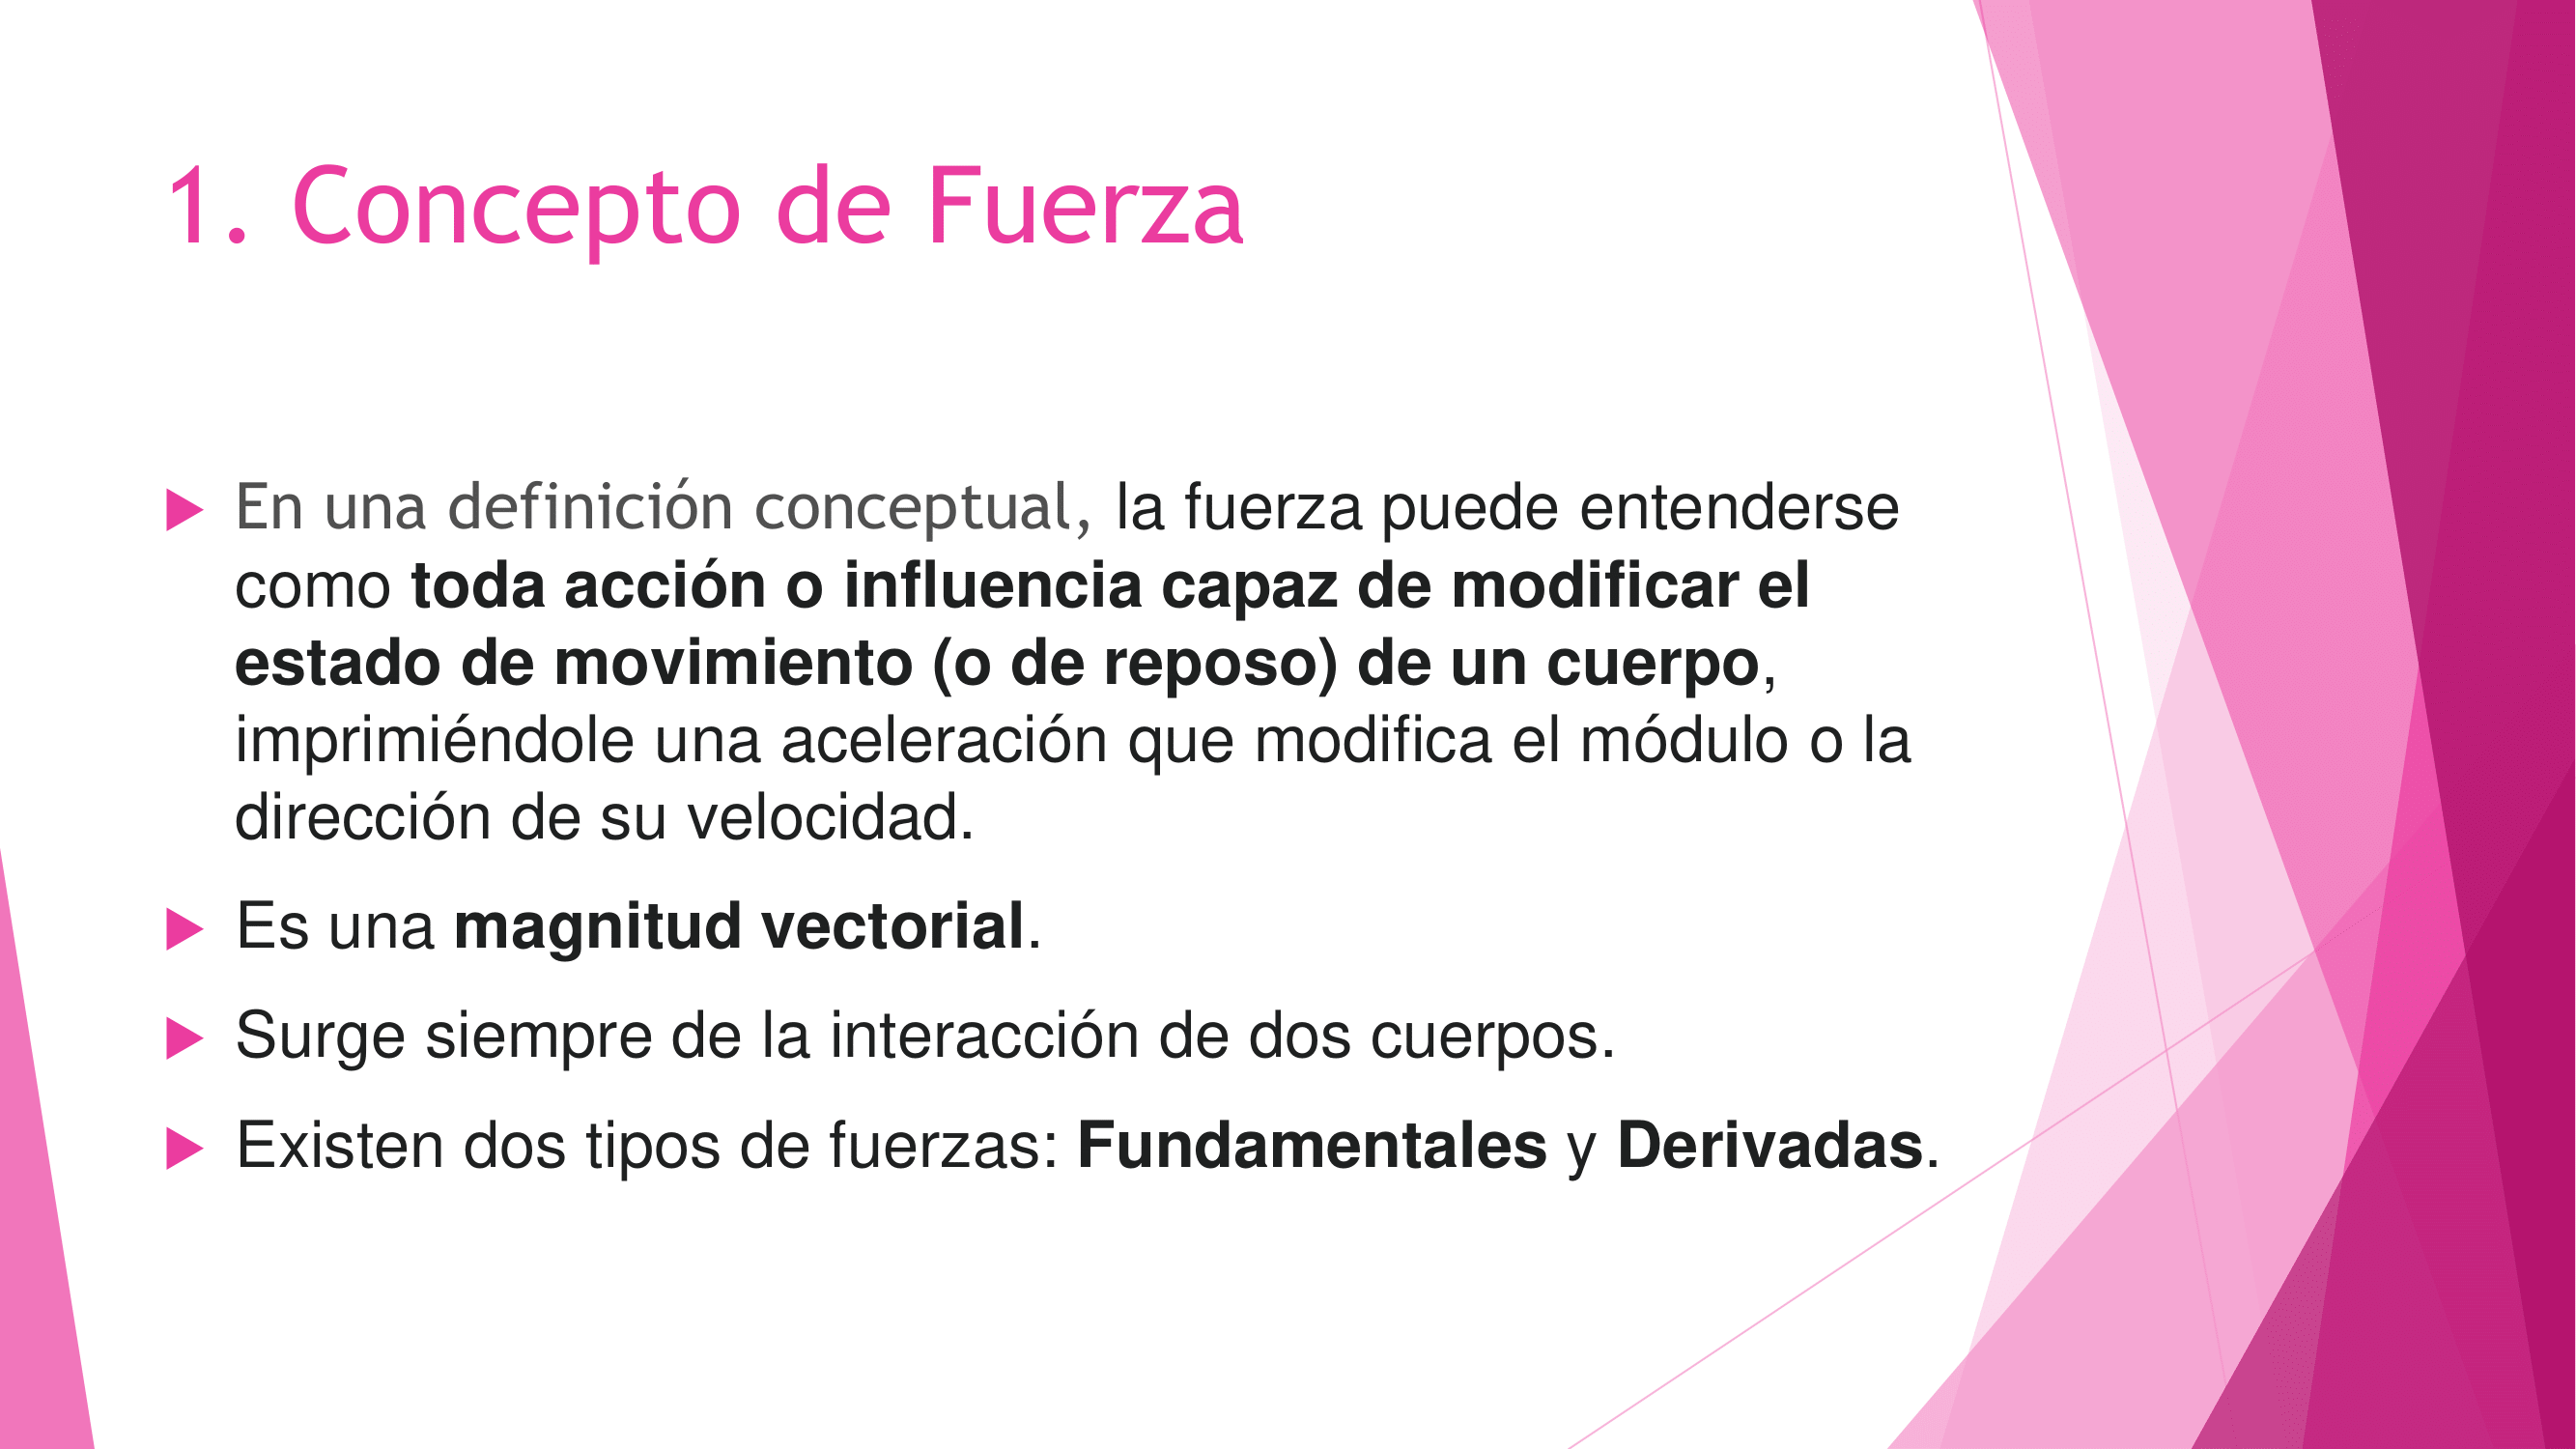 1. Concepto de Fuerza
En una definición conceptual, la fuerza puede entenderse
como toda acción o influencia capaz de modificar el
estado de movimiento (o de reposo) de un cuerpo,
imprimiéndole una aceleración que modifica el módulo o la
dirección de su velocidad.
Es una magnitud vectorial.
Surge siempre de la interacción de dos cuerpos.
Existen dos tipos de fuerzas: Fundamentales y Derivadas.